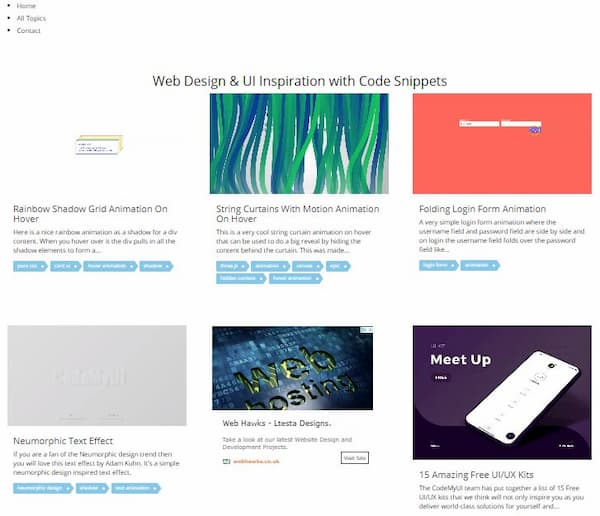 Home
All Topics
Contact
Web Design & UI Inspiration with Code Snippets
Rainbow Shadow Grid Animation On
Hover
Here is a nice rainbow animation as a shadow for a div
content. When you hover over it the div pulls in all the
shadow elements to form a...
pure css
card ui
hover animation
shadow
String Curtains With Motion Animation
On Hover
This is a very cool string curtain animation on hover
that can be used to do a big reveal by hiding the
content behind the curtain. This was made...
three js
animation
canvas
epic
hidden content
hover animation
Folding Login Form Animation
A very simple login form animation where the
username field and password field are side by side and
on login the username field folds over the password
field like...
login form
animation
CODEMYUI
Neumorphic Text Effect
If you are a fan of the Neumorphic design trend then
you will love this text effect by Adam Kuhn. It's a simple
neumorphic design inspired text effect.
neumorphic design
shadow
text animation
Web
hosting
Web Hawks - Ltesta Designs.
Take a look at our latest Website Design and
Development Projects.
webhawks.co.uk
Visit Site
UI KIT
Meet Up
15 Amazing Free UI/UX Kits
The CodeMyUI team has put together a list of 15 Free
UI/UX kits that we think will not only inspire you as you
deliver world-class solutions for yourself and...